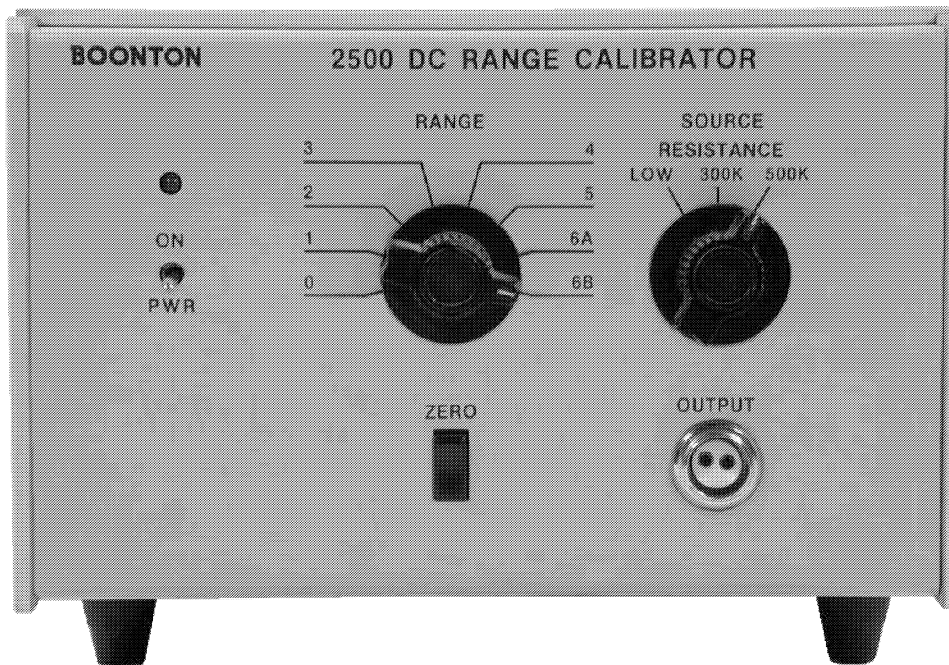 BOONTON
2500 DC RANGE CALIBRATOR
RANGE
SOURCE
RESISTANCE
3
4
LOW
300K
500K
2
5
ON
1
6A
0
6B
PWR
ZERO
OUTPUT